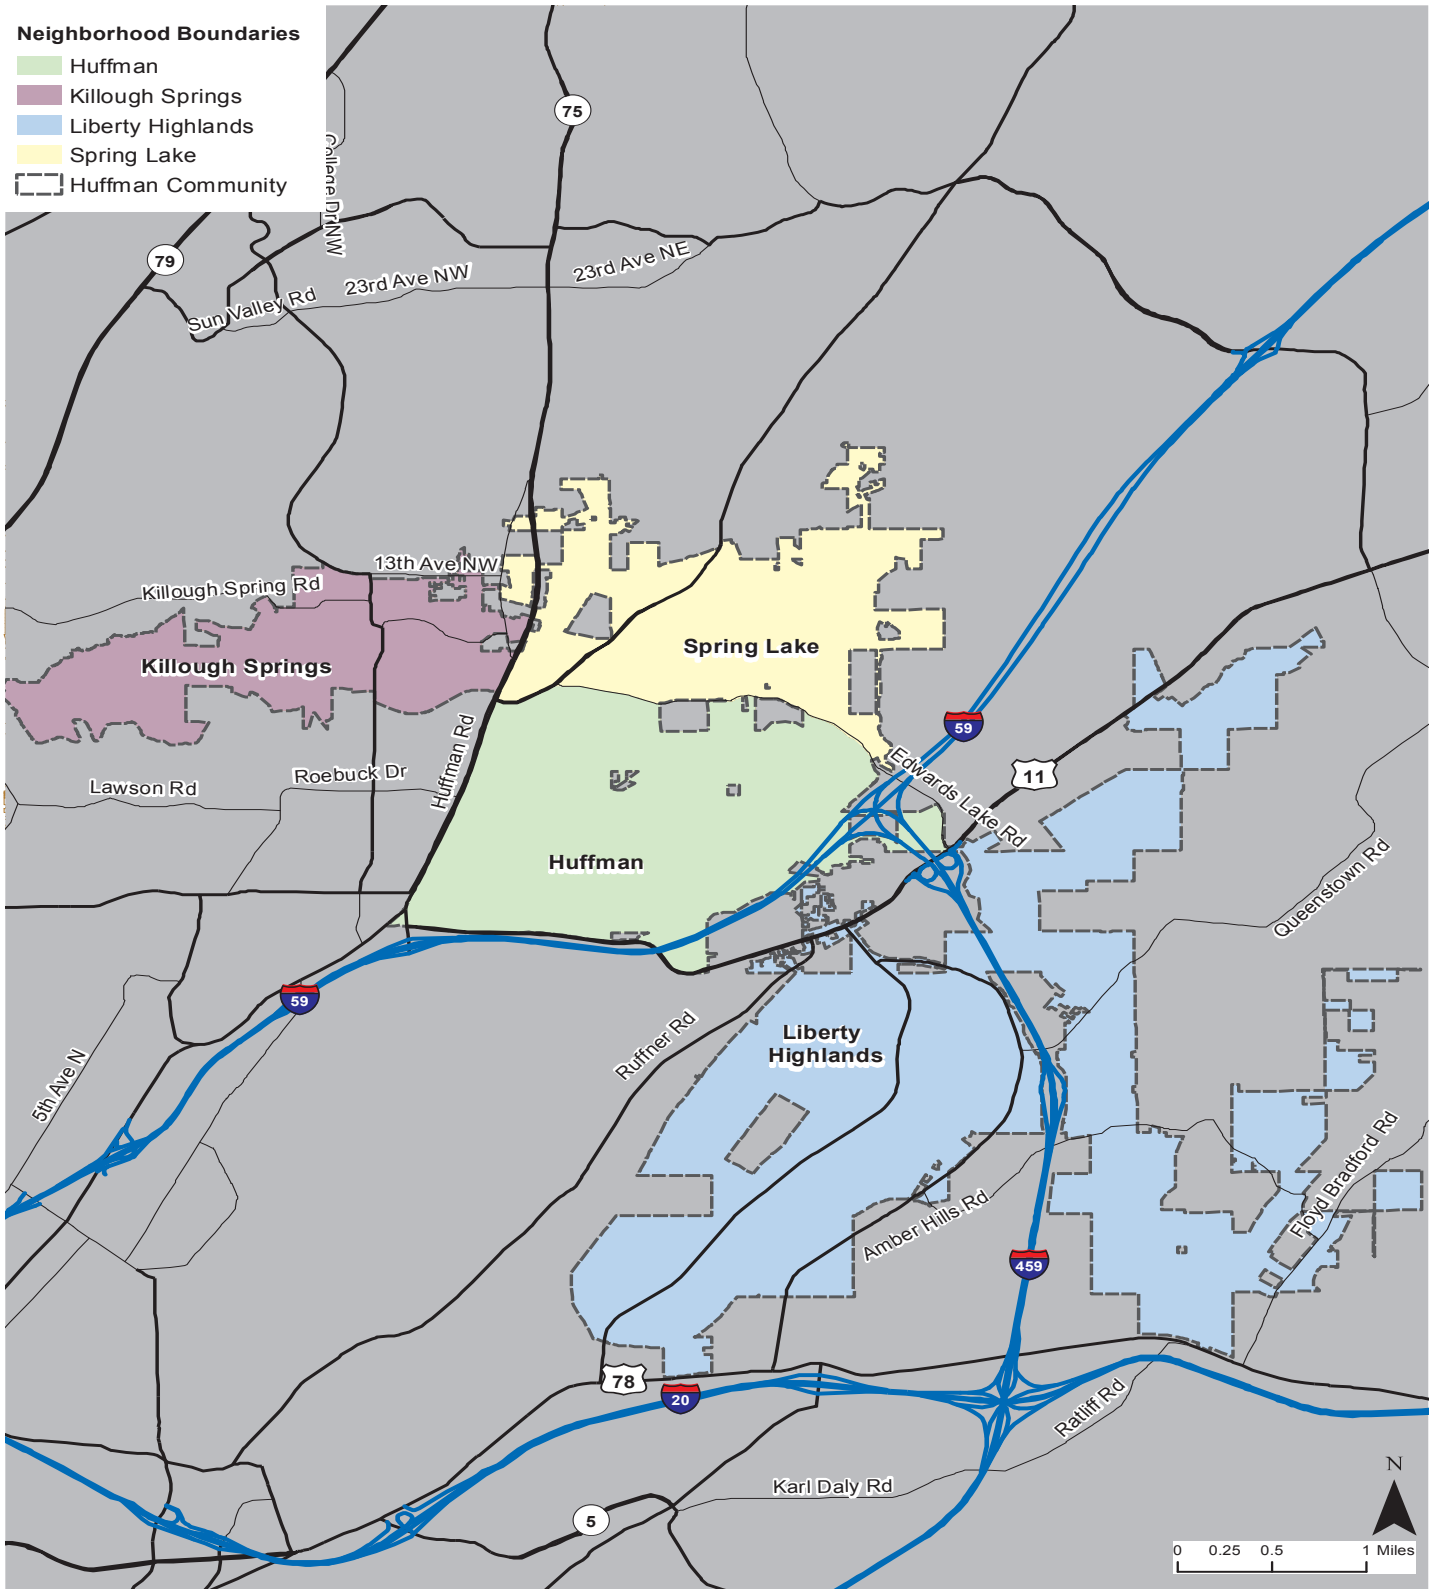 Neighborhood Boundaries
Huffman
Killough Springs
Liberty Highlands
Spring Lake
Huffman Community
College Dr NW
75
79
23rd Ave NE
23rd Ave NW
Sun Valley Rd
13th Ave NW
Killough Spring Rd
Killough Springs
Spring Lake
59
11
Edwards Lake Rd
Huffman Rd
Roebuck Dr
Lawson Rd
Huffman
Queenstown Rd
59
Ruffner Rd
Liberty
Highlands
5th Ave N
Floyd Bradford Rd
Amber Hills Rd
459
78
20
Ratliff Rd
Karl Daly Rd
5
N
0 0.25 0.5 1 Miles